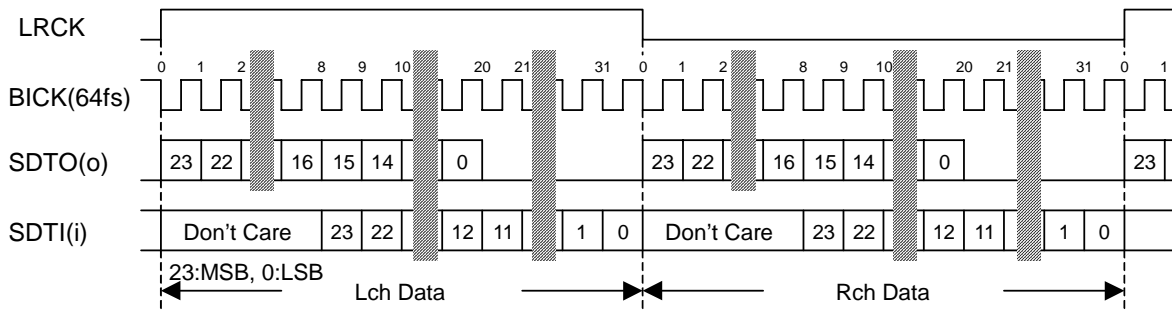 LRCK
0 1 2 8 9 10 20 21 31 0 1 2 8 9 10 20 21 31 0 1
BICK(64fs)
SDTO(o) 23 22 16 15 14 0 23 22 16 15 14 0 23
SDTI(i) Don't Care 23 22 12 11 1 0 Don't Care 23 22 12 11 1 0
23:MSB, 0:LSB
Lch Data Rch Data